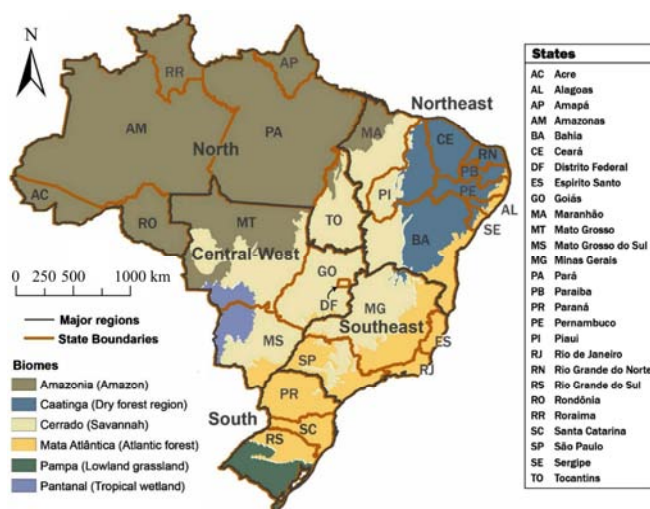 N
RR
AP
AM
PA
North
Northeast
MA
CE
RN
PB
PE
AL
SE
PI
AC
RO
TO
BA
MT
Central-West
GO
DF
MG
Southeast
MS
ES
SP
RJ
PR
South
SC
RS
0 250 500 1000 km
Major regions
State Boundaries
Biomes
Amazonia (Amazon)
Caatinga (Dry forest region)
Cerrado (Savannah)
Mata Atlântica (Atlantic forest)
Pampa (Lowland grassland)
Pantanal (Tropical wetland)
States
AC Acre
AL Alagoas
AP Amapá
AM Amazonas
BA Bahia
CE Ceará
DF Distrito Federal
ES Espirito Santo
GO Goiás
MA Maranhão
MT Mato Grosso
MS Mato Grosso do Sul
MG Minas Gerais
PA Pará
PB Paraiba
PR Paraná
PE Pernambuco
PI Piauí
RJ Rio de Janeiro
RN Rio Grande do Norte
RS Rio Grande do Sul
RO Rondônia
RR Roraima
SC Santa Catarina
SP São Paulo
SE Sergipe
TO Tocantins